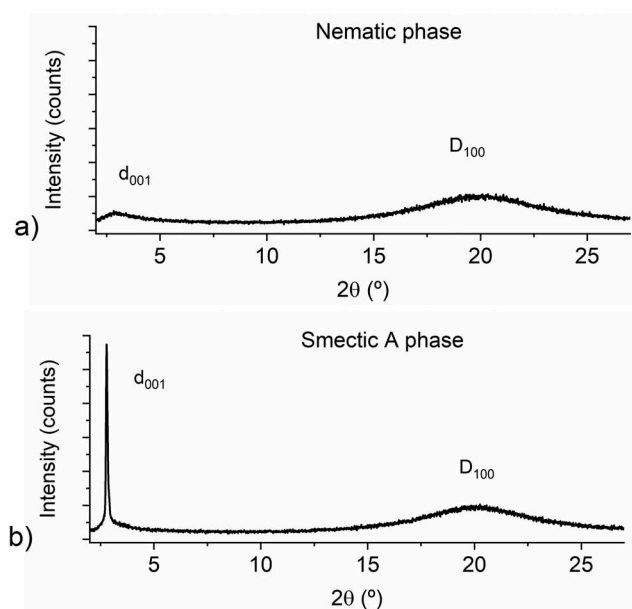 Nematic phase
Intensity (counts)
d₀₀₁
D₁₀₀
a)
5 10 15 20 25
2θ (º)
Smectic A phase
Intensity (counts)
d₀₀₁
D₁₀₀
b)
5 10 15 20 25
2θ (º)